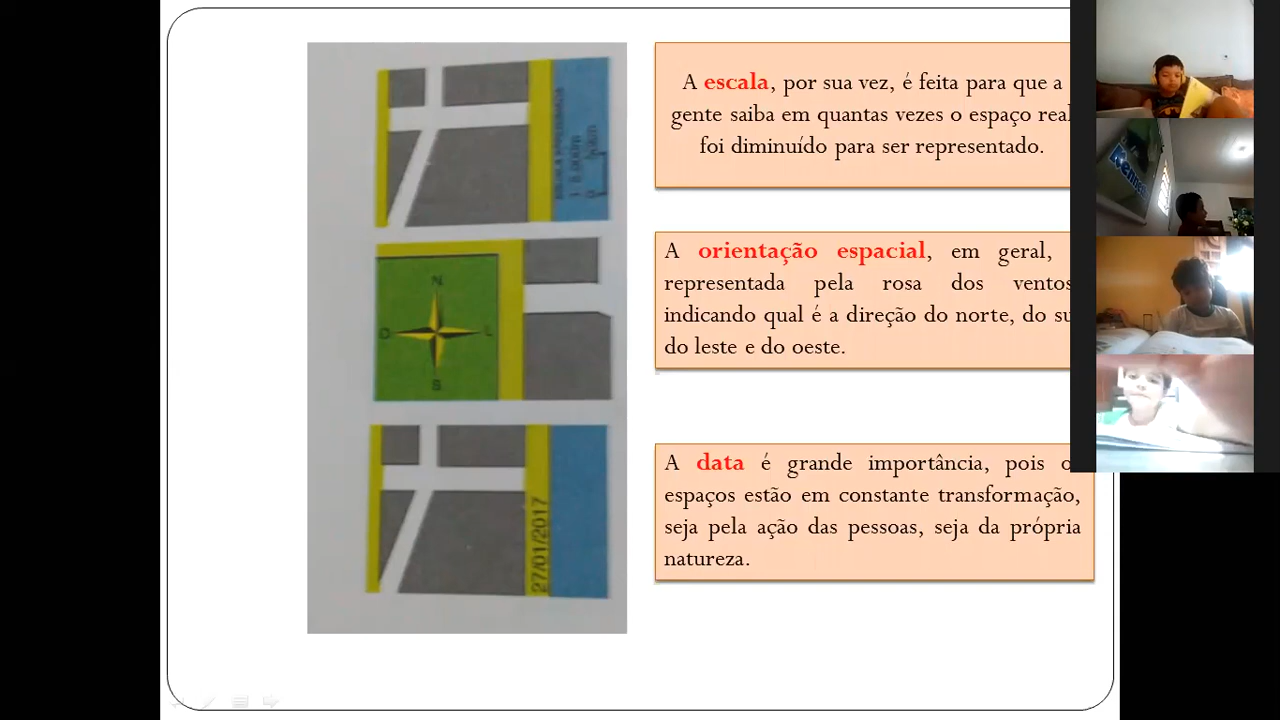 A escala, por sua vez, é feita para que a
gente saiba em quantas vezes o espaço real
foi diminuído para ser representado.
N
O
L
S
A orientação espacial, em geral,
representada pela rosa dos ventos
indicando qual é a direção do norte, do su
do leste e do oeste.
27/01/2017
A data é grande importância, pois o
espaços estão em constante transformação,
seja pela ação das pessoas, seja da própria
natureza.